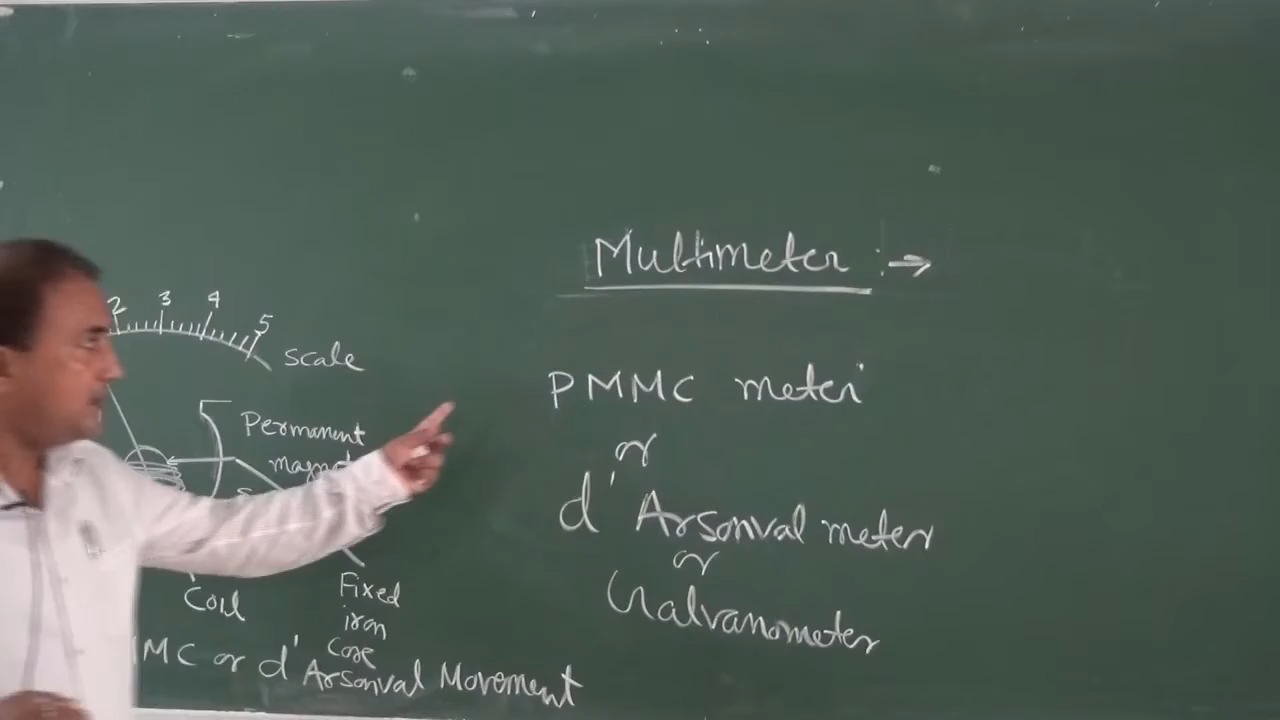 2 3 4 5
scale
Permanent
magnet
S
Coil
Fixed
iron
Core
MC or d'Arsonval Movement
Multimeter :→
PMMC meter
or
d'Arsonval meter
or
Galvanometer